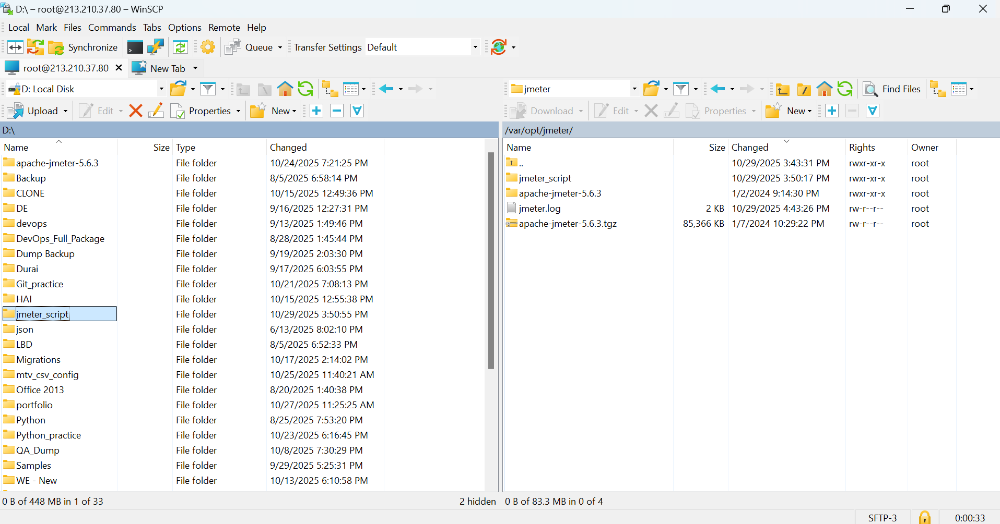 D:\ – root@213.210.37.80 – WinSCP
Local Mark Files Commands Tabs Options Remote Help
Synchronize Queue Transfer Settings Default
root@213.210.37.80 New Tab
D: Local Disk
Upload Edit Properties New
D:\
Name Size Type Changed
apache-jmeter-5.6.3 File folder 10/24/2025 7:21:25 PM
Backup File folder 8/5/2025 6:58:14 PM
CLONE File folder 10/15/2025 12:49:36 PM
DE File folder 9/16/2025 12:27:31 PM
devops File folder 9/13/2025 1:49:46 PM
DevOps_Full_Package File folder 8/28/2025 1:45:44 PM
Dump Backup File folder 9/19/2025 2:03:30 PM
Durai File folder 9/17/2025 6:03:55 PM
Git_practice File folder 10/21/2025 7:08:13 PM
HAI File folder 10/15/2025 12:55:38 PM
jmeter_script File folder 10/29/2025 3:50:55 PM
json File folder 6/13/2025 8:02:10 PM
LBD File folder 8/5/2025 6:52:33 PM
Migrations File folder 10/17/2025 2:14:02 PM
mtv_csv_config File folder 10/25/2025 11:40:21 AM
Office 2013 File folder 8/20/2025 1:40:38 PM
portfolio File folder 10/27/2025 11:25:25 AM
Python File folder 8/25/2025 7:53:20 PM
Python_practice File folder 10/23/2025 6:16:45 PM
QA_Dump File folder 10/8/2025 7:30:29 PM
Samples File folder 9/29/2025 5:25:31 PM
WE - New File folder 10/13/2025 6:10:58 PM
0 B of 448 MB in 1 of 33 2 hidden
jmeter Find Files
Download Edit Properties New
/var/opt/jmeter/
Name Size Changed Rights Owner
.. 10/29/2025 3:43:31 PM rwxr-xr-x root
jmeter_script 10/29/2025 3:50:17 PM rwxr-xr-x root
apache-jmeter-5.6.3 1/2/2024 9:14:30 PM rwxr-xr-x root
jmeter.log 2 KB 10/29/2025 4:43:26 PM rw-r--r-- root
apache-jmeter-5.6.3.tgz 85,366 KB 1/7/2024 10:29:22 PM rw-r--r-- root
0 B of 83.3 MB in 0 of 4
SFTP-3 0:00:33